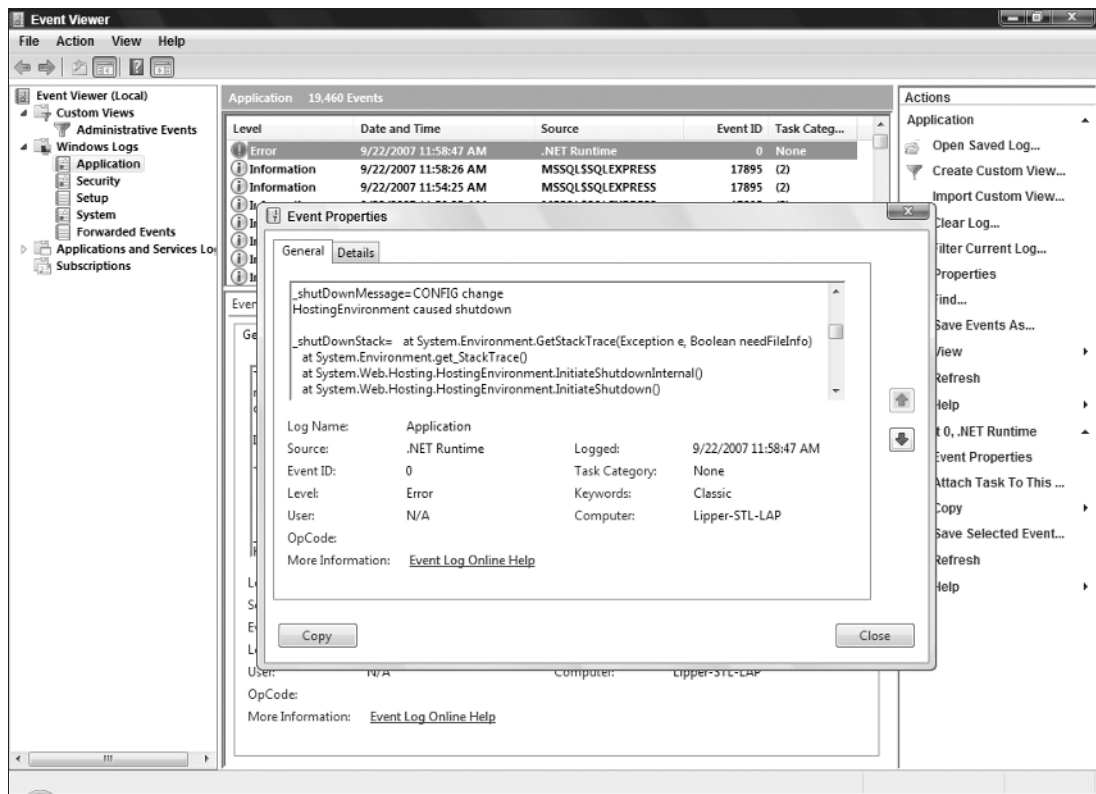 Event Viewer
File Action View Help
Event Viewer (Local)
Custom Views
Administrative Events
Windows Logs
Application
Security
Setup
System
Forwarded Events
Applications and Services Lo
Subscriptions
Application 19,460 Events
Level Date and Time Source Event ID Task Categ...
Error 9/22/2007 11:58:47 AM .NET Runtime 0 None
Information 9/22/2007 11:58:26 AM MSSQL$SQLEXPRESS 17895 (2)
Information 9/22/2007 11:54:25 AM MSSQL$SQLEXPRESS 17895 (2)
Event Properties
General Details
_shutDownMessage=CONFIG change
HostingEnvironment caused shutdown
_shutDownStack= at System.Environment.GetStackTrace(Exception e, Boolean needFileInfo)
at System.Environment.get_StackTrace()
at System.Web.Hosting.HostingEnvironment.InitiateShutdownInternal()
at System.Web.Hosting.HostingEnvironment.InitiateShutdown()
Log Name: Application
Source: .NET Runtime Logged: 9/22/2007 11:58:47 AM
Event ID: 0 Task Category: None
Level: Error Keywords: Classic
User: N/A Computer: Lipper-STL-LAP
OpCode:
More Information: Event Log Online Help
Copy Close
User: N/A Computer: Lipper-STL-LAP
OpCode:
More Information: Event Log Online Help
Actions
Application
Open Saved Log...
Create Custom View...
Import Custom View...
Clear Log...
ilter Current Log...
Properties
ind...
Save Events As...
View
Refresh
Help
t 0, .NET Runtime
Event Properties
Attach Task To This ...
Copy
Save Selected Event...
Refresh
Help